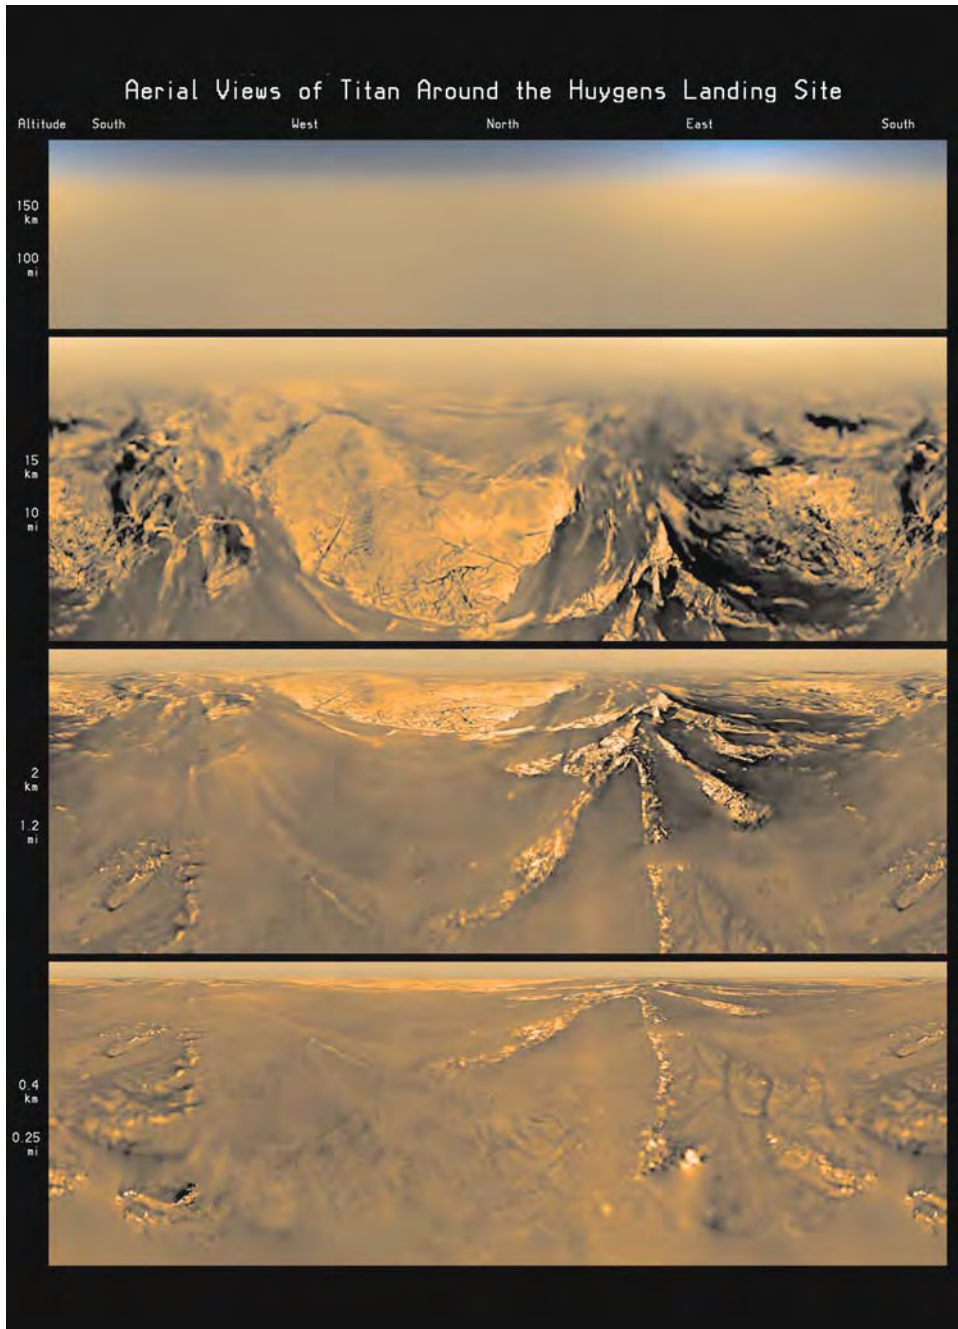 Aerial Views of Titan Around the Huygens Landing Site
Altitude South West North East South
150
km
100
mi
15
km
10
mi
2
km
1.2
mi
0.4
km
0.25
mi